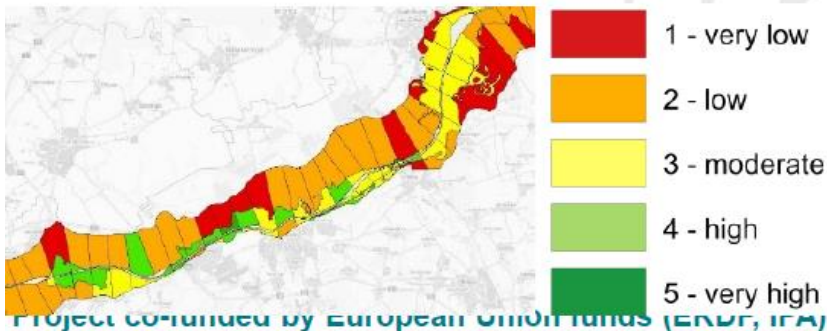 1 - very low
2 - low
3 - moderate
4 - high
5 - very high
Project co-funded by European Union funds (ERDF, IPA)